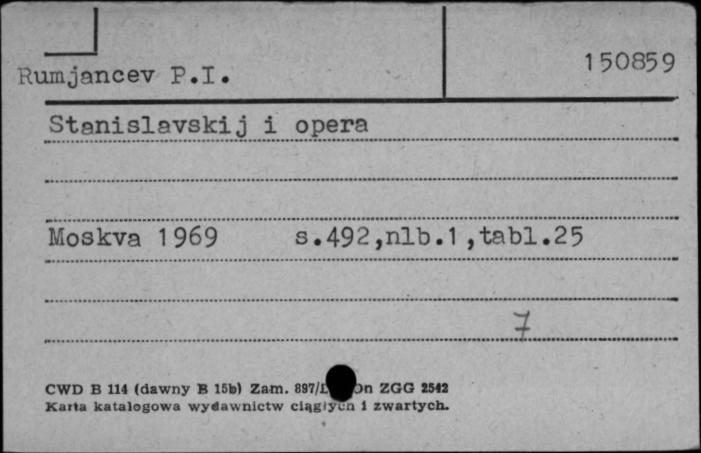 150859
Rumjancev P.I.
Stanislavskij i opera
Moskva 1969 s.492,nlb.1,tabl.25
7
CWD B 114 (dawny B 15b) Zam. 897/ ZGG 2542
Karta katalogowa wydawnictw ciągłych i zwartych.